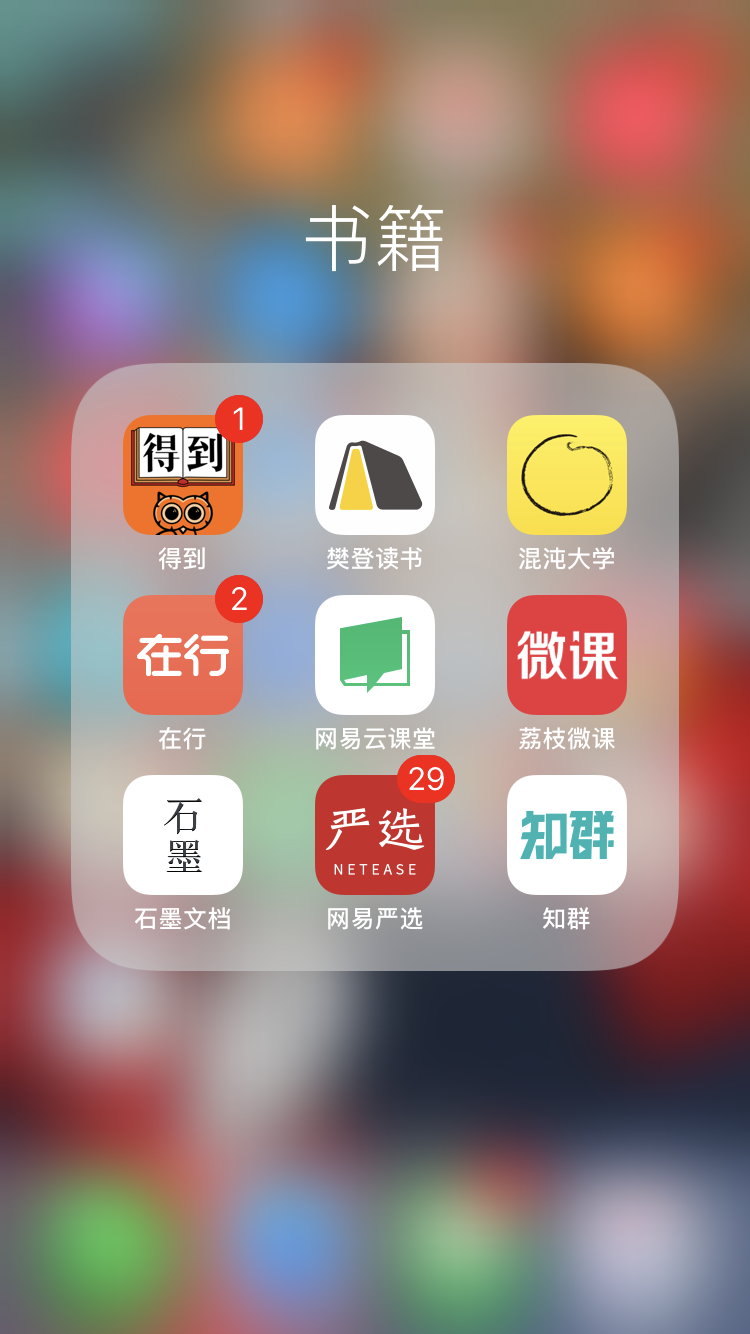 书籍
1
得到
得到
樊登读书
混沌大学
2
在行
在行
网易云课堂
微课
荔枝微课
石
墨
石墨文档
29
严选
NETEASE
网易严选
知群
知群